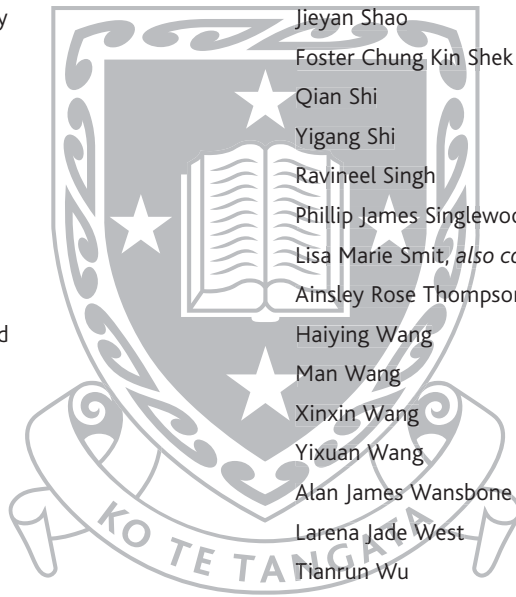 y
Jieyan Shao
Foster Chung Kin Shek
Qian Shi
Yigang Shi
Ravineel Singh
Phillip James Singlewoo
Lisa Marie Smit, also co
Ainsley Rose Thompson
d
Haiying Wang
Man Wang
Xinxin Wang
Yixuan Wang
Alan James Wansbone
Larena Jade West
Tianrun Wu
KO TE TANGATA